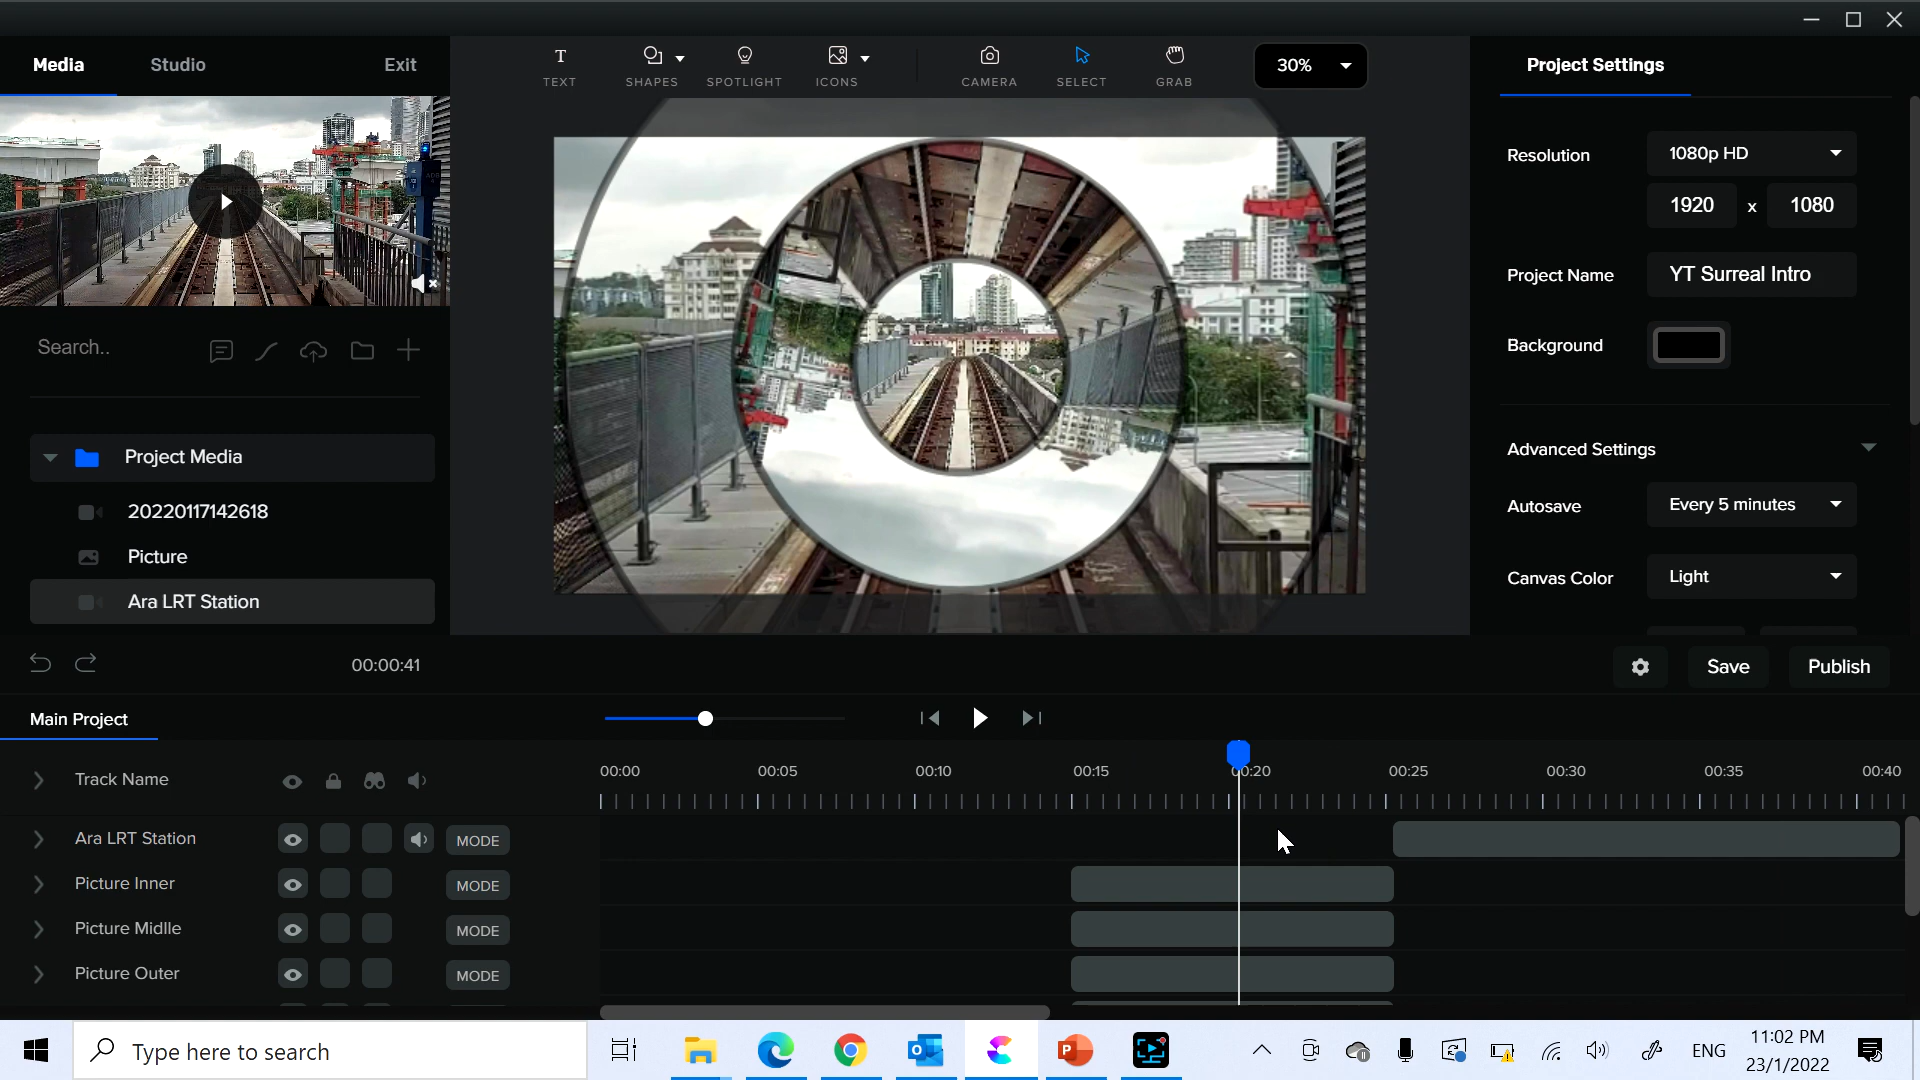 Media
Studio
Exit
TEXT
SHAPES
SPOTLIGHT
ICONS
CAMERA
SELECT
GRAB
30%
Project Settings
Resolution
1080p HD
1920 x 1080
Project Name
YT Surreal Intro
Background
Search..
Advanced Settings
Project Media
20220117142618
Picture
Ara LRT Station
Autosave
Every 5 minutes
Canvas Color
Light
00:00:41
Save
Publish
Main Project
Track Name
00:00 00:05 00:10 00:15 00:20 00:25 00:30 00:35 00:40
Ara LRT Station
MODE
Picture Inner
MODE
Picture Midlle
MODE
Picture Outer
MODE
Type here to search
ENG
11:02 PM
23/1/2022